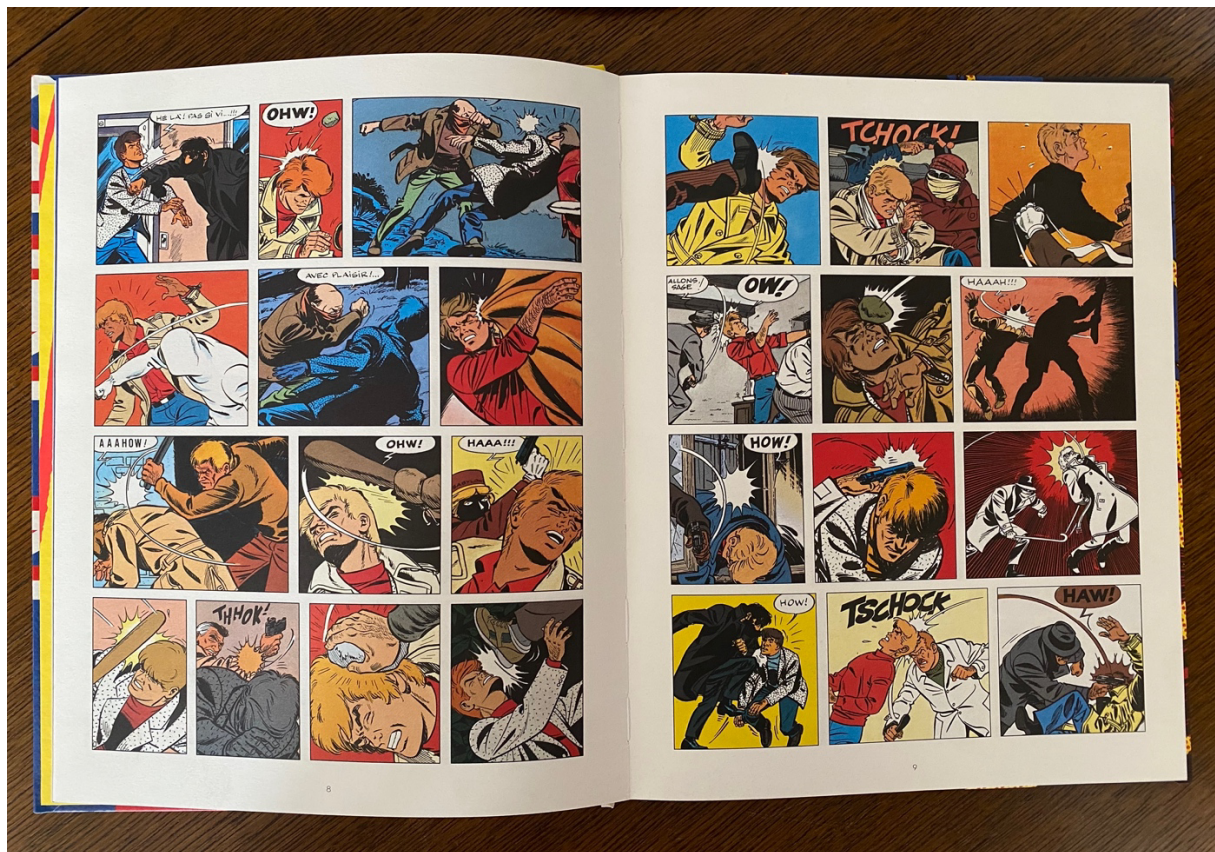 HE LÀ! PAS SI VI...!!!
OHW!
AVEC PLAISIR!...
AAAHOW!
OHW!
HAAA!!!
THHOK!
8
TCHOCK!
ALLONS!
SAGE
OW!
HAAAH!!!
HOW!
HOW!
TSCHOCK
HAW!
9